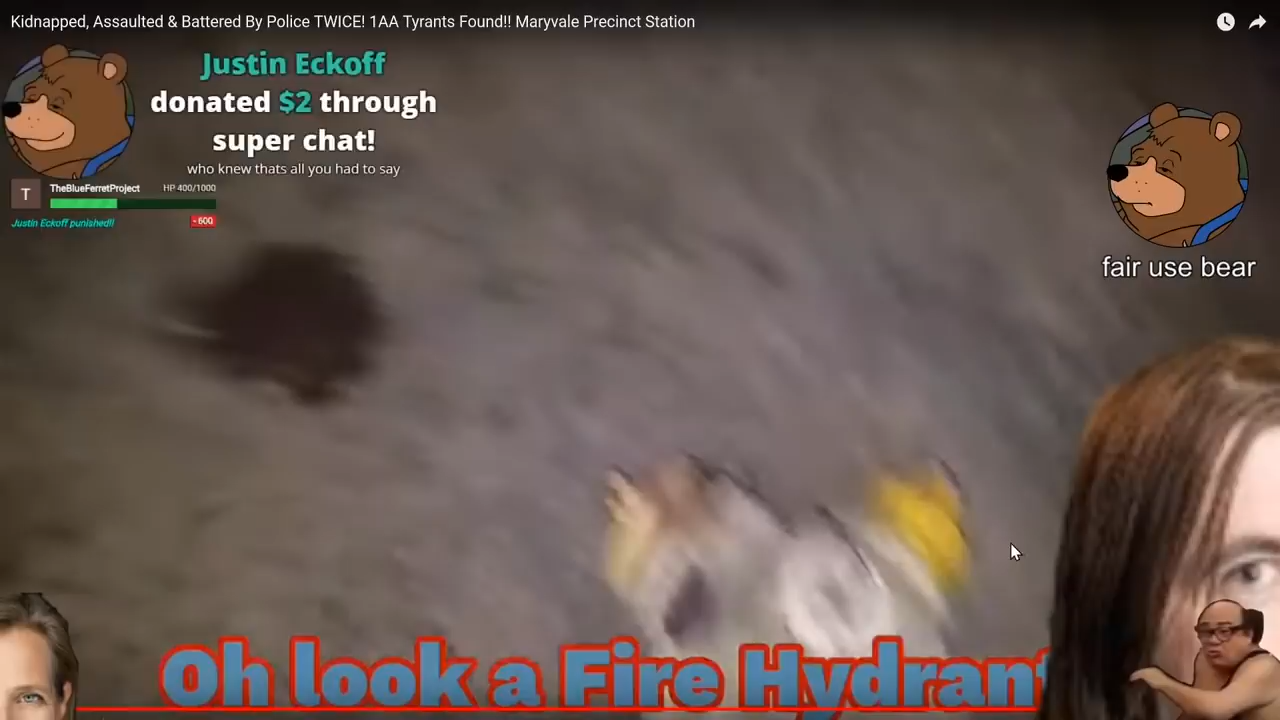 Kidnapped, Assaulted & Battered By Police TWICE! 1AA Tyrants Found!! Maryvale Precinct Station
Justin Eckoff
donated $2 through
super chat!
who knew thats all you had to say
T
TheBlueFerretProject
HP 400/1000
Justin Eckoff punished!!
-600
fair use bear
Oh look a Fire Hydrant